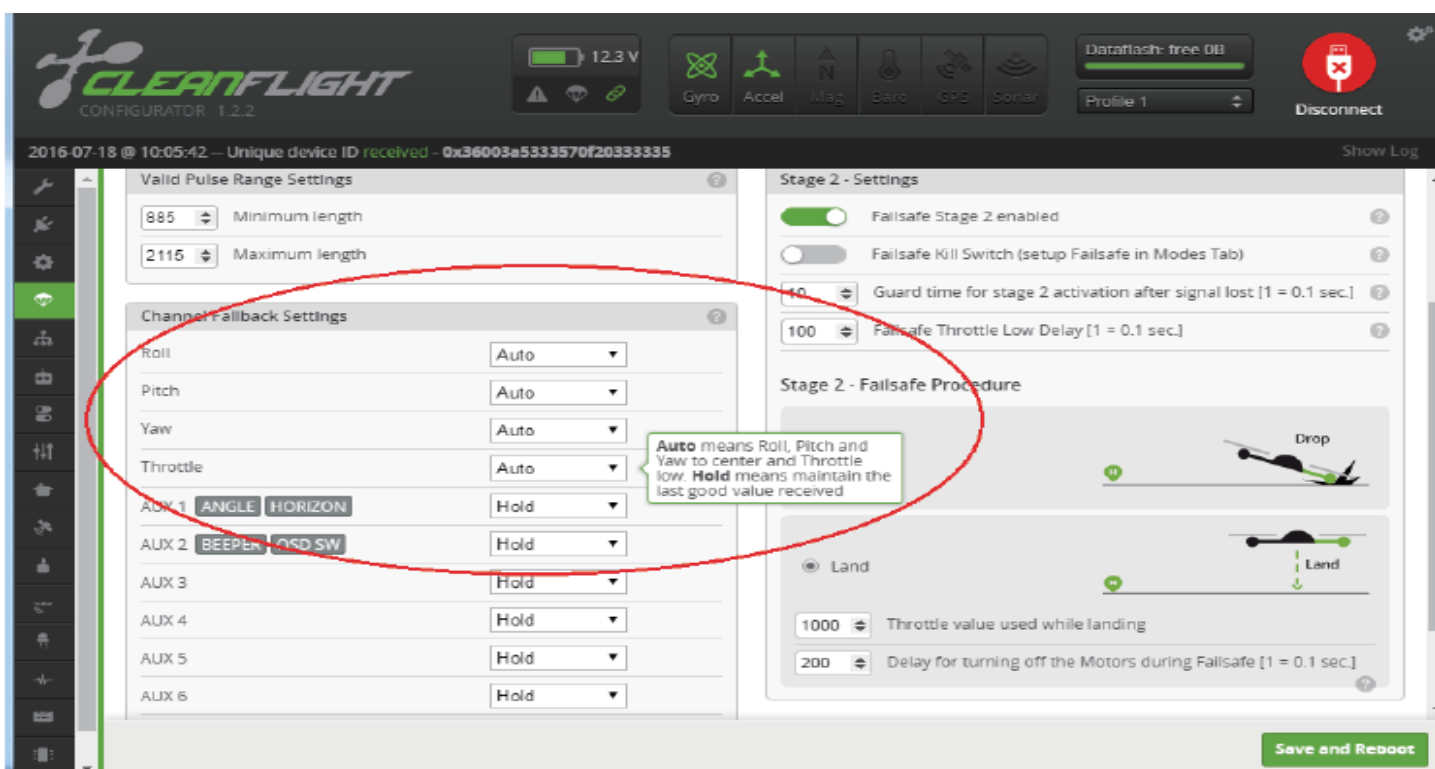 CLEANFLIGHT
CONFIGURATOR 1.2.2
12.3 V
Gyro
Accel
Mag
Baro
GPS
Sonar
Dataflash: free 0B
Profile 1
Disconnect
2016-07-18 @ 10:05:42 -- Unique device ID received - 0x36003a5333570f20333335
Show Log
Valid Pulse Range Settings
885 Minimum length
2115 Maximum length
Channel Fallback Settings
Roll Auto
Pitch Auto
Yaw Auto
Throttle Auto
AUX 1 ANGLE HORIZON Hold
AUX 2 BEEPER OSD SW Hold
AUX 3 Hold
AUX 4 Hold
AUX 5 Hold
AUX 6 Hold
Auto means Roll, Pitch and
Yaw to center and Throttle
low. Hold means maintain the
last good value received
Stage 2 - Settings
Failsafe Stage 2 enabled
Failsafe Kill Switch (setup Failsafe in Modes Tab)
10 Guard time for stage 2 activation after signal lost [1 = 0.1 sec.]
100 Failsafe Throttle Low Delay [1 = 0.1 sec.]
Stage 2 - Failsafe Procedure
Drop
Land
Land
1000 Throttle value used while landing
200 Delay for turning off the Motors during Failsafe [1 = 0.1 sec.]
Save and Reboot